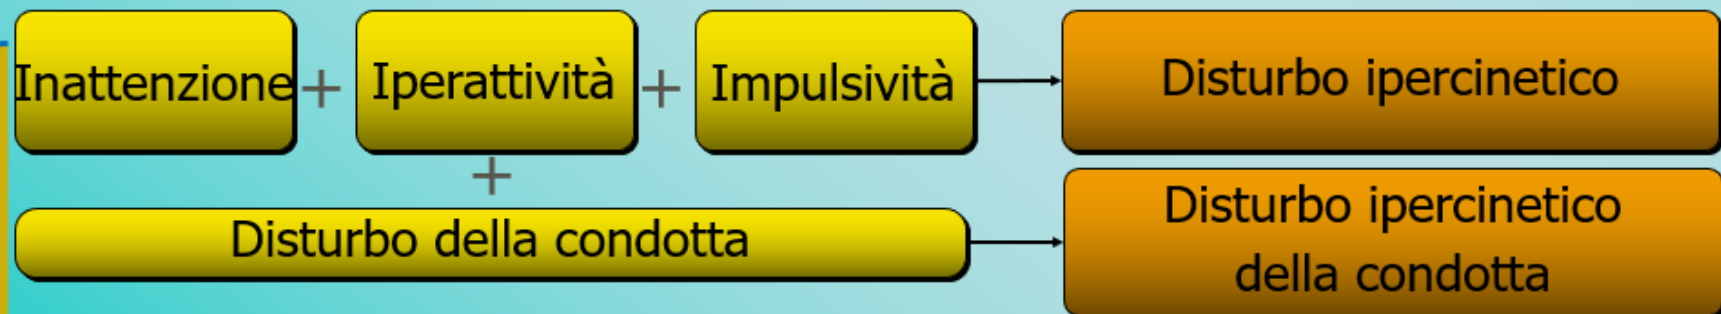 Inattenzione + Iperattività + Impulsività Disturbo ipercinetico
+
Disturbo della condotta Disturbo ipercinetico
della condotta